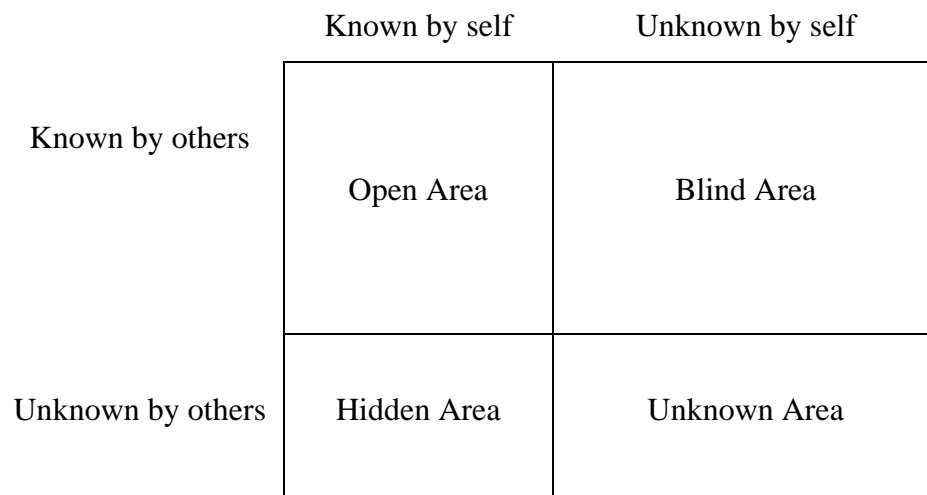 Known by self Unknown by self
Known by others
Open Area Blind Area
Unknown by others Hidden Area Unknown Area